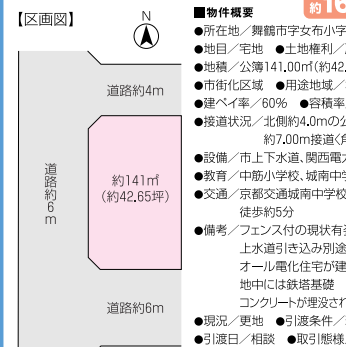 【区画図】
N
道路約4m
約141㎡
(約42.65坪)
道路約6m
道路約6m
約16
■物件概要
●所在地／舞鶴市字女布小字
●地目／宅地 ●土地権利／
●地積／公簿141.00㎡(約42.
●市街化区域 ●用途地域／
●建ペイ率／60% ●容積率
●接道状況／北側約4.0mの公
約7.00m接道〈角
●設備／市上下水道、関西電
●教育／中筋小学校、城南中学
●交通／京都交通城南中学校
徒歩約5分
●備考／フェンス付の現状有
上水道引き込み別途
オール電化住宅が建
地中には鉄塔基礎
コンクリートが埋設され
●現況／更地 ●引渡条件／
●引渡日／相談 ●取引態様